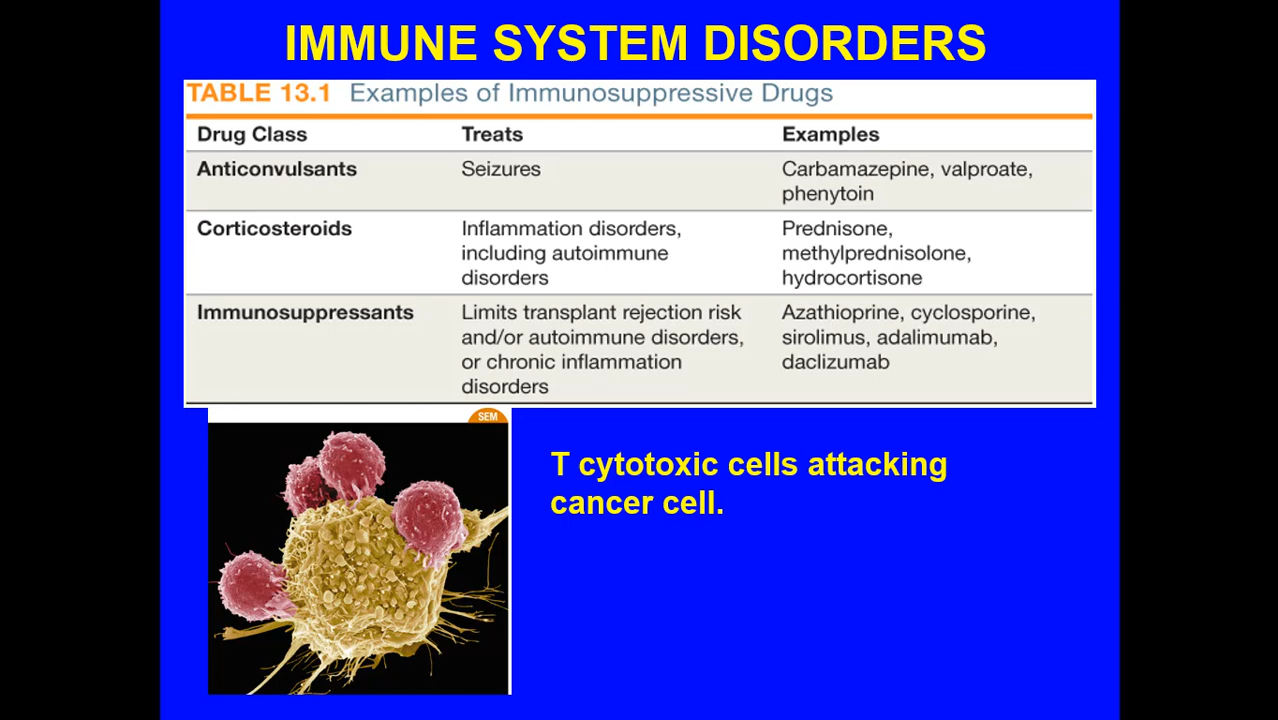 IMMUNE SYSTEM DISORDERS
TABLE 13.1 Examples of Immunosuppressive Drugs
Drug Class Treats Examples
Anticonvulsants Seizures Carbamazepine, valproate,
phenytoin
Corticosteroids Inflammation disorders, Prednisone,
including autoimmune methylprednisolone,
disorders hydrocortisone
Immunosuppressants Limits transplant rejection risk Azathioprine, cyclosporine,
and/or autoimmune disorders, sirolimus, adalimumab,
or chronic inflammation daclizumab
disorders
SEM
T cytotoxic cells attacking
cancer cell.